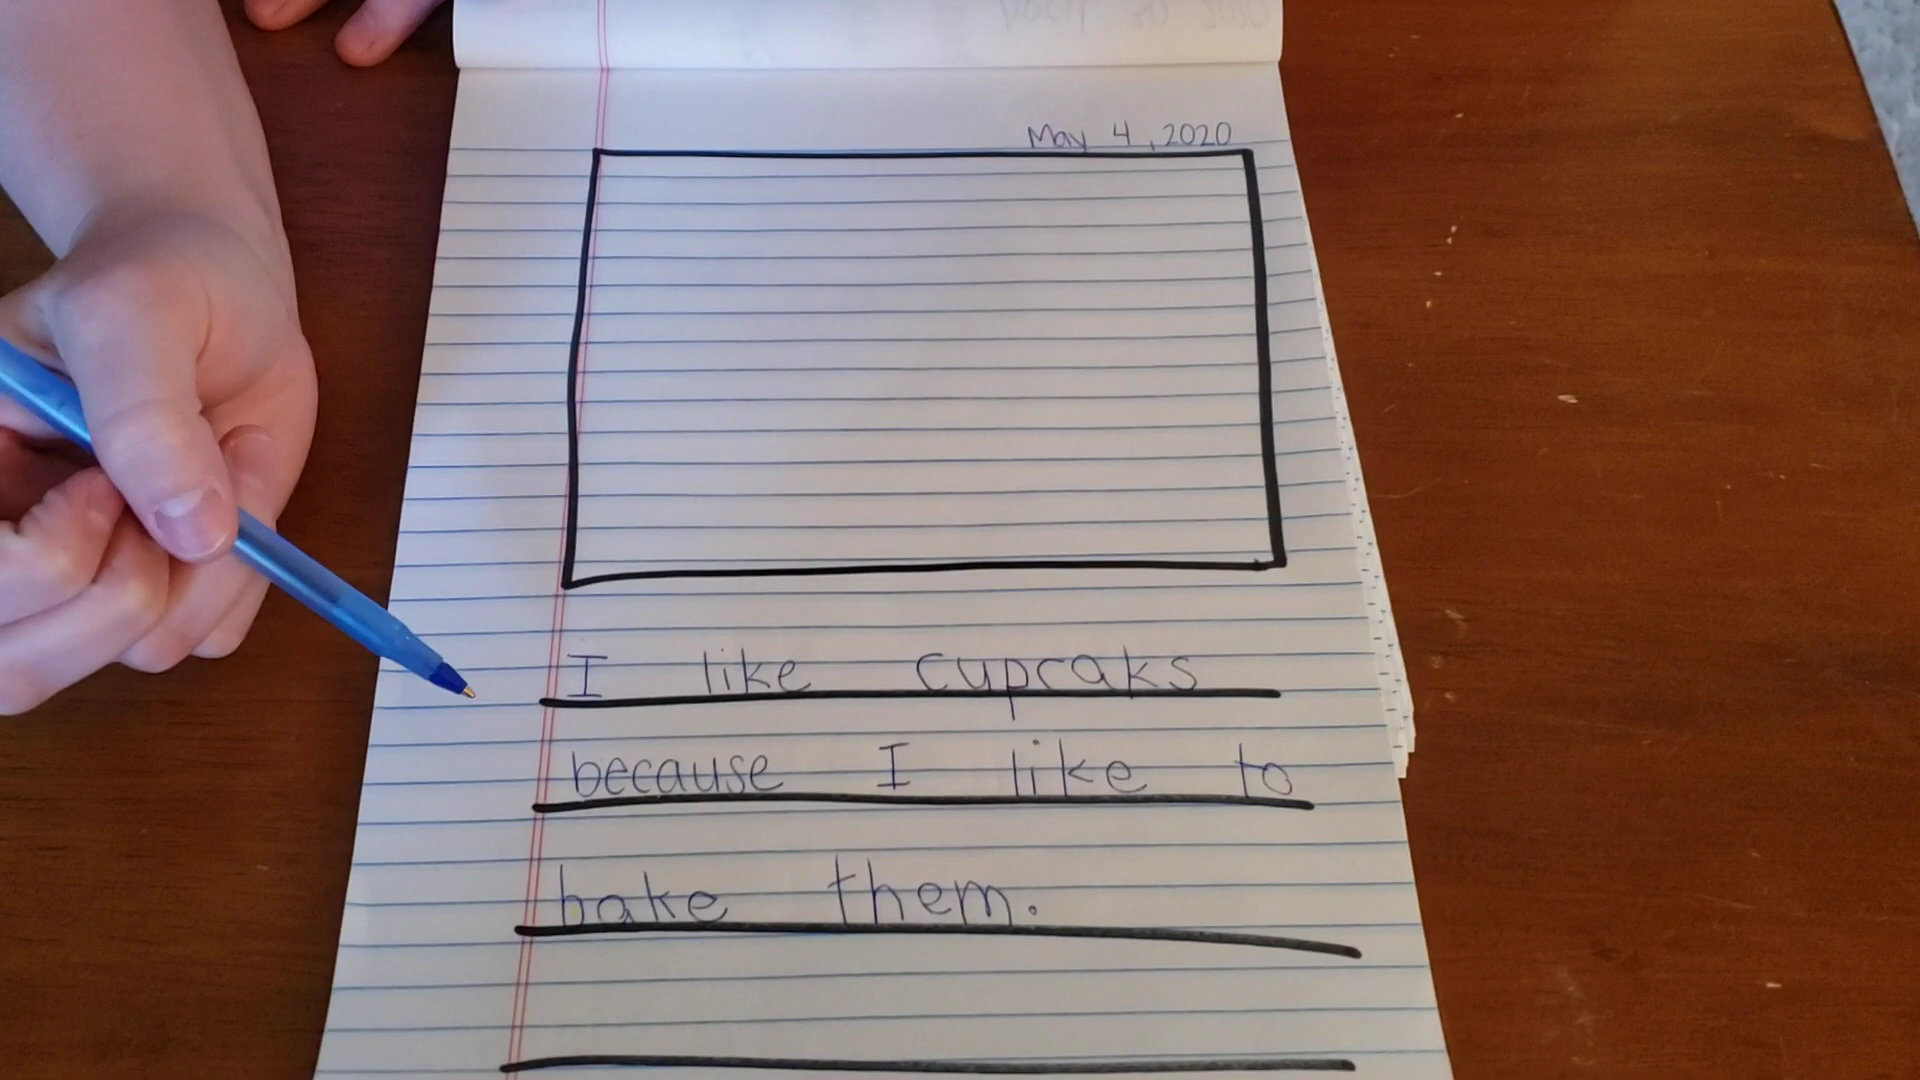 May 4, 2020
I like cupcaks
because I like to
bake them.